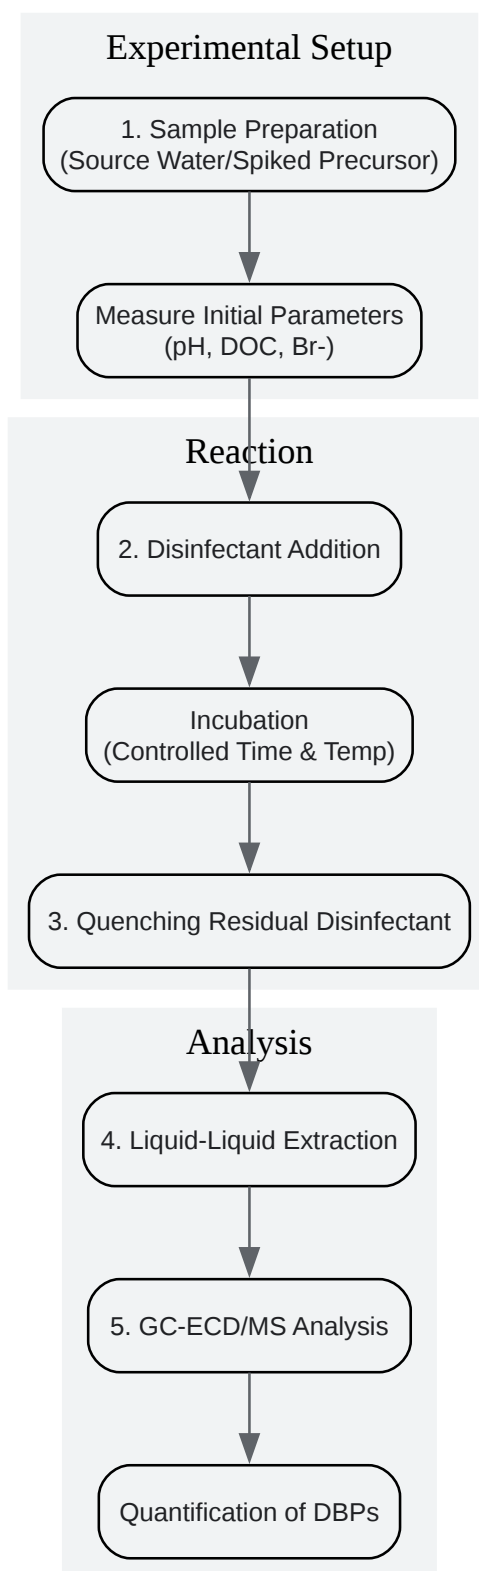 Experimental Setup
1. Sample Preparation
(Source Water/Spiked Precursor)
Measure Initial Parameters
(pH, DOC, Br-)
Reaction
2. Disinfectant Addition
Incubation
(Controlled Time & Temp)
3. Quenching Residual Disinfectant
Analysis
4. Liquid-Liquid Extraction
5. GC-ECD/MS Analysis
Quantification of DBPs